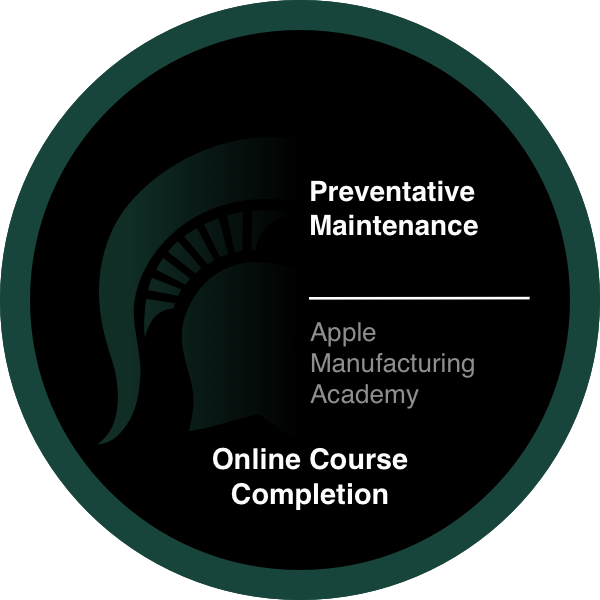 Preventative
Maintenance
Apple
Manufacturing
Academy
Online Course
Completion